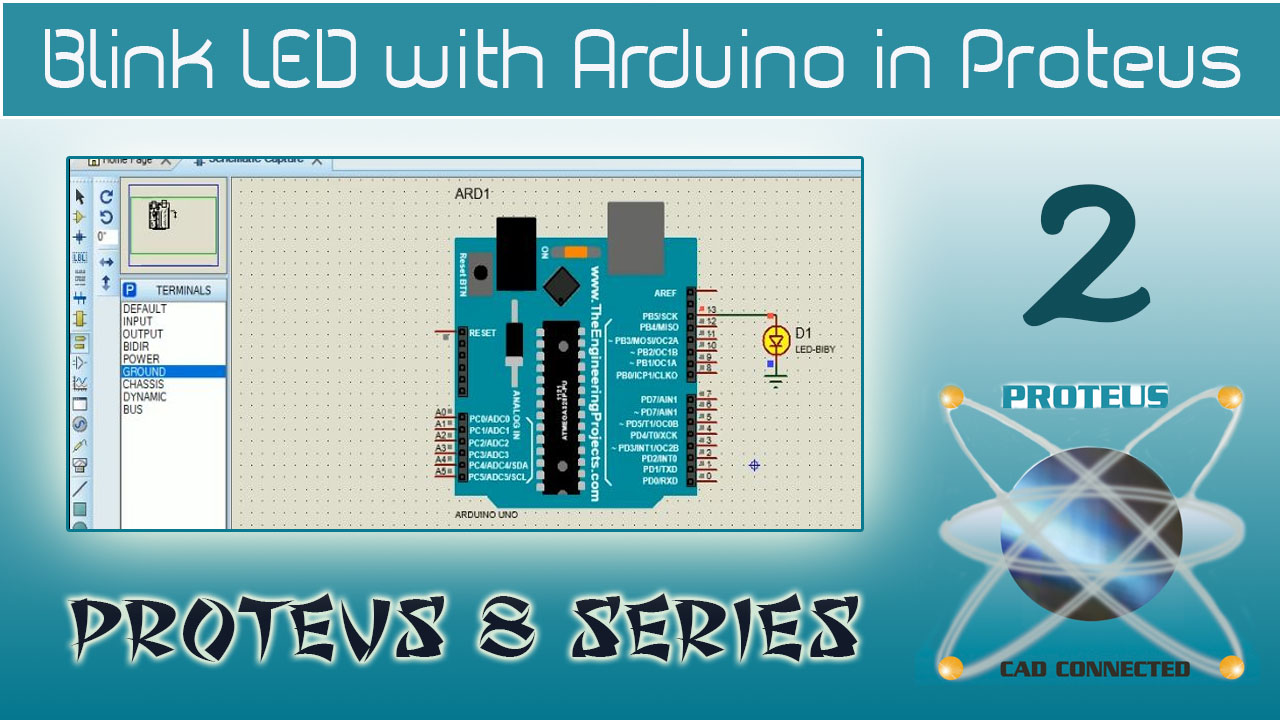 Blink LED with Arduino in Proteus
Home Page
Schematic Capture
0°
LBL
P TERMINALS
DEFAULT
INPUT
OUTPUT
BIDIR
POWER
GROUND
CHASSIS
DYNAMIC
BUS
ARD1
Reset BTN
ON
www.TheEngineeringProjects.com
ANALOG IN
ATMEGA328P-PU
1121
RESET
A0
A1
A2
A3
A4
A5
PC0/ADC0
PC1/ADC1
PC2/ADC2
PC3/ADC3
PC4/ADC4/SDA
PC5/ADC5/SCL
AREF
PB5/SCK
PB4/MISO
~ PB3/MOSI/OC2A
~ PB2/OC1B
~ PB1/OC1A
PB0/ICP1/CLKO
13
12
11
10
9
8
PD7/AIN1
~ PD7/AIN1
~ PD5/T1/OC0B
PD4/T0/XCK
~ PD3/INT1/OC2B
PD2/INT0
PD1/TXD
PD0/RXD
7
6
5
4
3
2
1
0
D1
LED-BIBY
ARDUINO UNO
2
PROTEUS
CAD CONNECTED
PROTEUS 8 SERIES